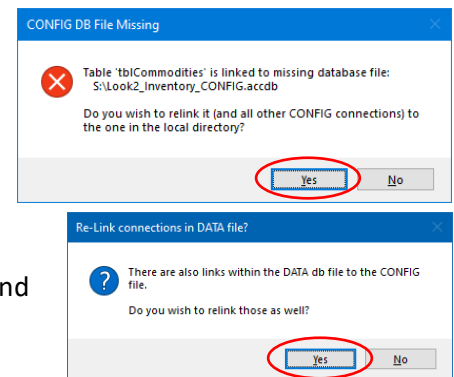 CONFIG DB File Missing
Table 'tblCommodities' is linked to missing database file:
S:\Look2_Inventory_CONFIG.accdb
Do you wish to relink it (and all other CONFIG connections) to
the one in the local directory?
Yes
No
Re-Link connections in DATA file?
There are also links within the DATA db file to the CONFIG
file.
nd
Do you wish to relink those as well?
Yes
No